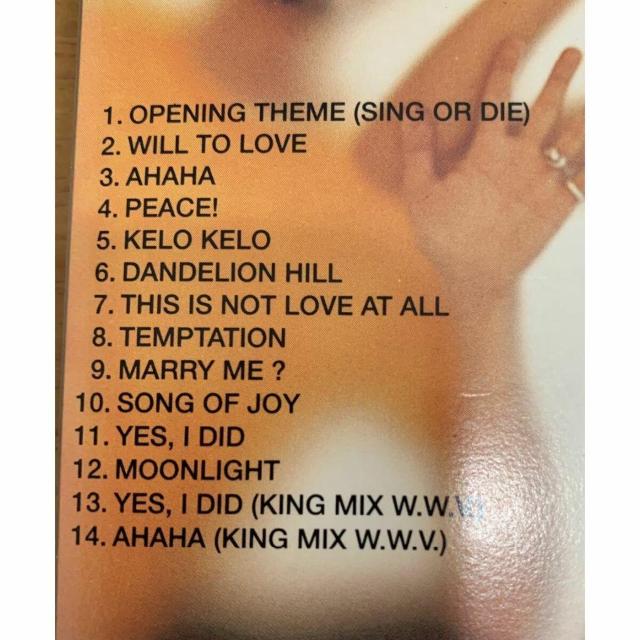 1. OPENING THEME (SING OR DIE)
2. WILL TO LOVE
3. AHAHA
4. PEACE!
5. KELO KELO
6. DANDELION HILL
7. THIS IS NOT LOVE AT ALL
8. TEMPTATION
9. MARRY ME ?
10. SONG OF JOY
11. YES, I DID
12. MOONLIGHT
13. YES, I DID (KING MIX W.W.V.)
14. AHAHA (KING MIX W.W.V.)